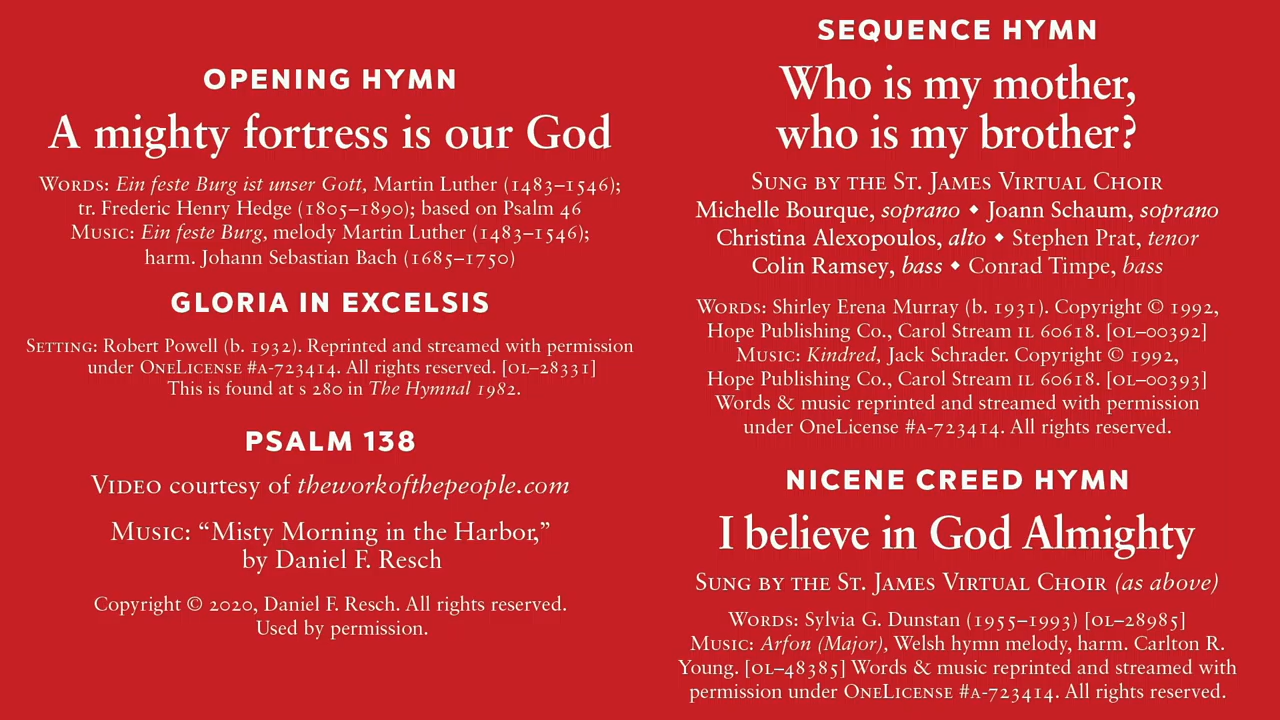 OPENING HYMN
A mighty fortress is our God
Words: Ein feste Burg ist unser Gott, Martin Luther (1483–1546);
tr. Frederic Henry Hedge (1805–1890); based on Psalm 46
Music: Ein feste Burg, melody Martin Luther (1483–1546);
harm. Johann Sebastian Bach (1685–1750)
GLORIA IN EXCELSIS
Setting: Robert Powell (b. 1932). Reprinted and streamed with permission
under OneLicense #a-723414. All rights reserved. [ol–28331]
This is found at s 280 in The Hymnal 1982.
PSALM 138
Video courtesy of theworkofthepeople.com
Music: “Misty Morning in the Harbor,”
by Daniel F. Resch
Copyright © 2020, Daniel F. Resch. All rights reserved.
Used by permission.
SEQUENCE HYMN
Who is my mother,
who is my brother?
Sung by the St. James Virtual Choir
Michelle Bourque, soprano ◆ Joann Schaum, soprano
Christina Alexopoulos, alto ◆ Stephen Prat, tenor
Colin Ramsey, bass ◆ Conrad Timpe, bass
Words: Shirley Erena Murray (b. 1931). Copyright © 1992,
Hope Publishing Co., Carol Stream il 60618. [ol–00392]
Music: Kindred, Jack Schrader. Copyright © 1992,
Hope Publishing Co., Carol Stream il 60618. [ol–00393]
Words & music reprinted and streamed with permission
under OneLicense #a-723414. All rights reserved.
NICENE CREED HYMN
I believe in God Almighty
Sung by the St. James Virtual Choir (as above)
Words: Sylvia G. Dunstan (1955–1993) [ol–28985]
Music: Arfon (Major), Welsh hymn melody, harm. Carlton R.
Young. [ol–48385] Words & music reprinted and streamed with
permission under OneLicense #a-723414. All rights reserved.